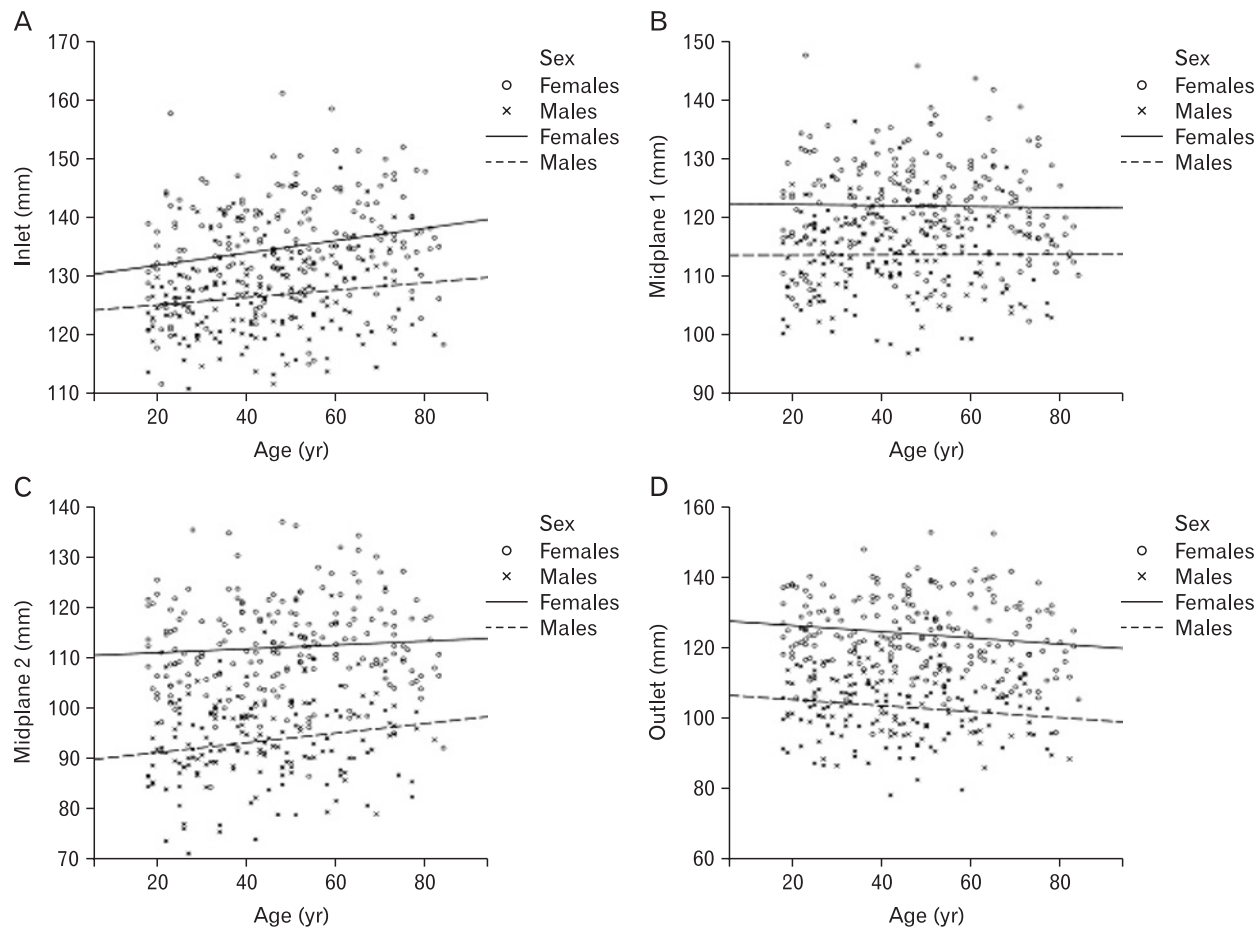 A
170
160
150
140
130
120
110
Inlet (mm)
20 40 60 80
Age (yr)
Sex
Females
Males
Females
Males
B
150
140
130
120
110
100
90
Midplane 1 (mm)
20 40 60 80
Age (yr)
Sex
Females
Males
Females
Males
C
140
130
120
110
100
90
80
70
Midplane 2 (mm)
20 40 60 80
Age (yr)
Sex
Females
Males
Females
Males
D
160
140
120
100
80
60
Outlet (mm)
20 40 60 80
Age (yr)
Sex
Females
Males
Females
Males